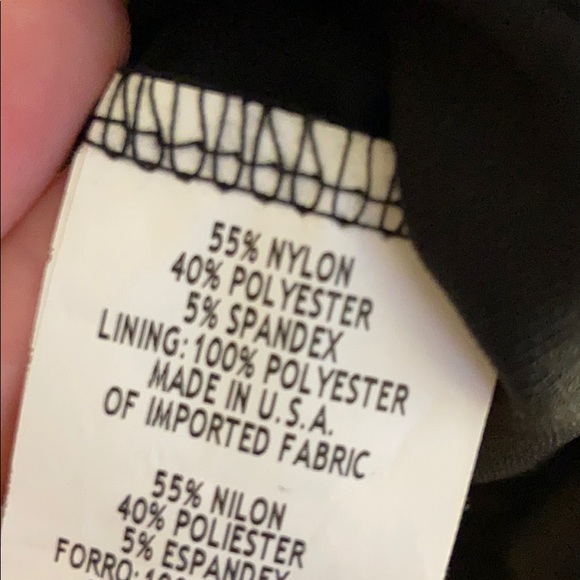 55% NYLON
40% POLYESTER
5% SPANDEX
LINING: 100% POLYESTER
MADE IN U.S.A.
OF IMPORTED FABRIC
55% NILON
40% POLIESTER
5% ESPANDEX
FORRO: